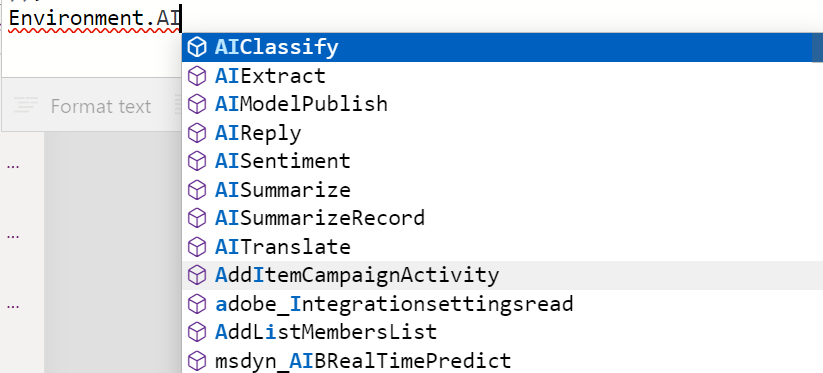 Environment.AI
AIClassify
AIExtract
AIModelPublish
Format text
AIReply
AISentiment
...
AISummarize
AISummarizeRecord
...
AITranslate
AddItemCampaignActivity
adobe_Integrationsettingsread
...
AddListMembersList
msdyn_AIBRealTimePredict